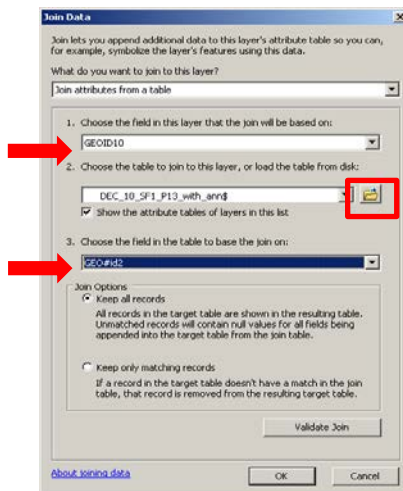 Join Data
Join lets you append additional data to this layer's attribute table so you can,
for example, symbolize the layer's features using this data.
What do you want to join to this layer?
Join attributes from a table
1. Choose the field in this layer that the join will be based on:
GEOID10
2. Choose the table to join to this layer, or load the table from disk:
DEC_10_SF1_P13_with_ann$
Show the attribute tables of layers in this list
3. Choose the field in the table to base the join on:
GEO#id2
Join Options
Keep all records
All records in the target table are shown in the resulting table.
Unmatched records will contain null values for all fields being
appended into the target table from the join table.
Keep only matching records
If a record in the target table doesn't have a match in the join
table, that record is removed from the resulting target table.
Validate Join
About joining data
OK
Cancel